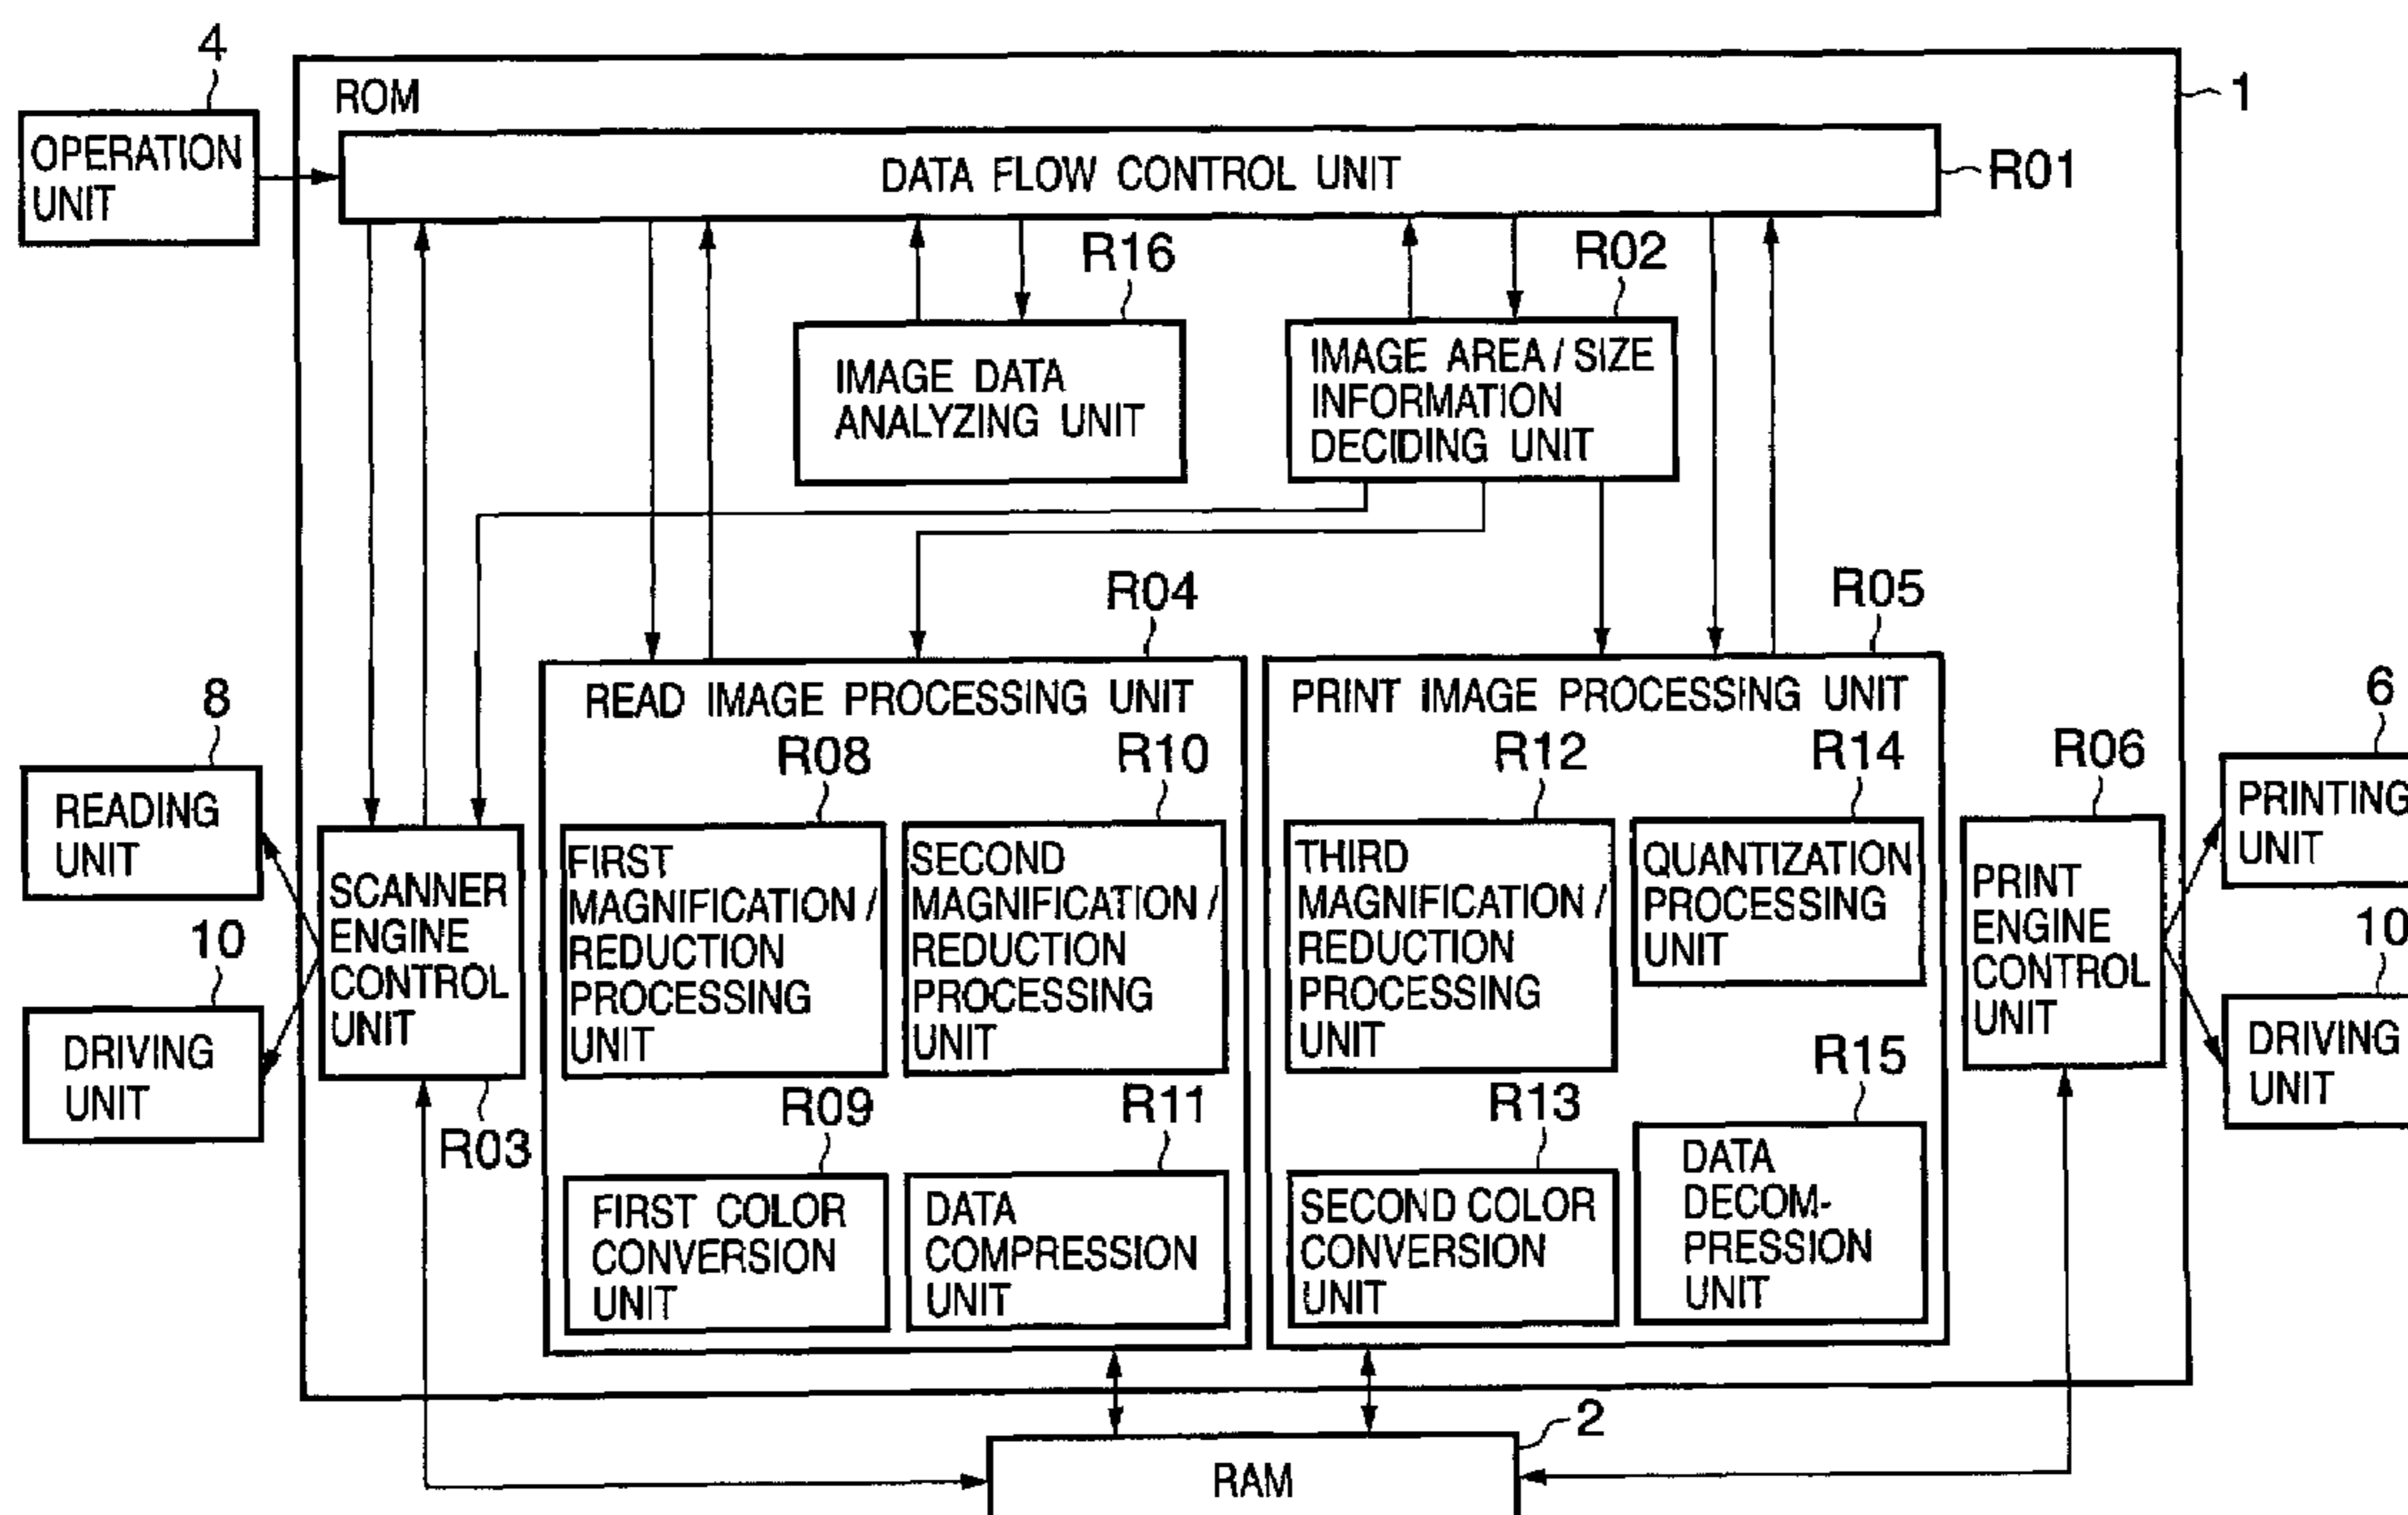 4
ROM
1
OPERATION
UNIT
DATA FLOW CONTROL UNIT
R01
R16
R02
IMAGE DATA
ANALYZING UNIT
IMAGE AREA / SIZE
INFORMATION
DECIDING UNIT
R04
R05
READ IMAGE PROCESSING UNIT
PRINT IMAGE PROCESSING UNIT
8
READING
UNIT
10
DRIVING
UNIT
SCANNER
ENGINE
CONTROL
UNIT
R03
R08
FIRST
MAGNIFICATION /
REDUCTION
PROCESSING
UNIT
R10
SECOND
MAGNIFICATION /
REDUCTION
PROCESSING
UNIT
R09
FIRST COLOR
CONVERSION
UNIT
R11
DATA
COMPRESSION
UNIT
R12
THIRD
MAGNIFICATION /
REDUCTION
PROCESSING
UNIT
R14
QUANTIZATION
PROCESSING
UNIT
R13
SECOND COLOR
CONVERSION
UNIT
R15
DATA
DECOM-
PRESSION
UNIT
R06
PRINT
ENGINE
CONTROL
UNIT
6
PRINTING
UNIT
10
DRIVING
UNIT
2
RAM